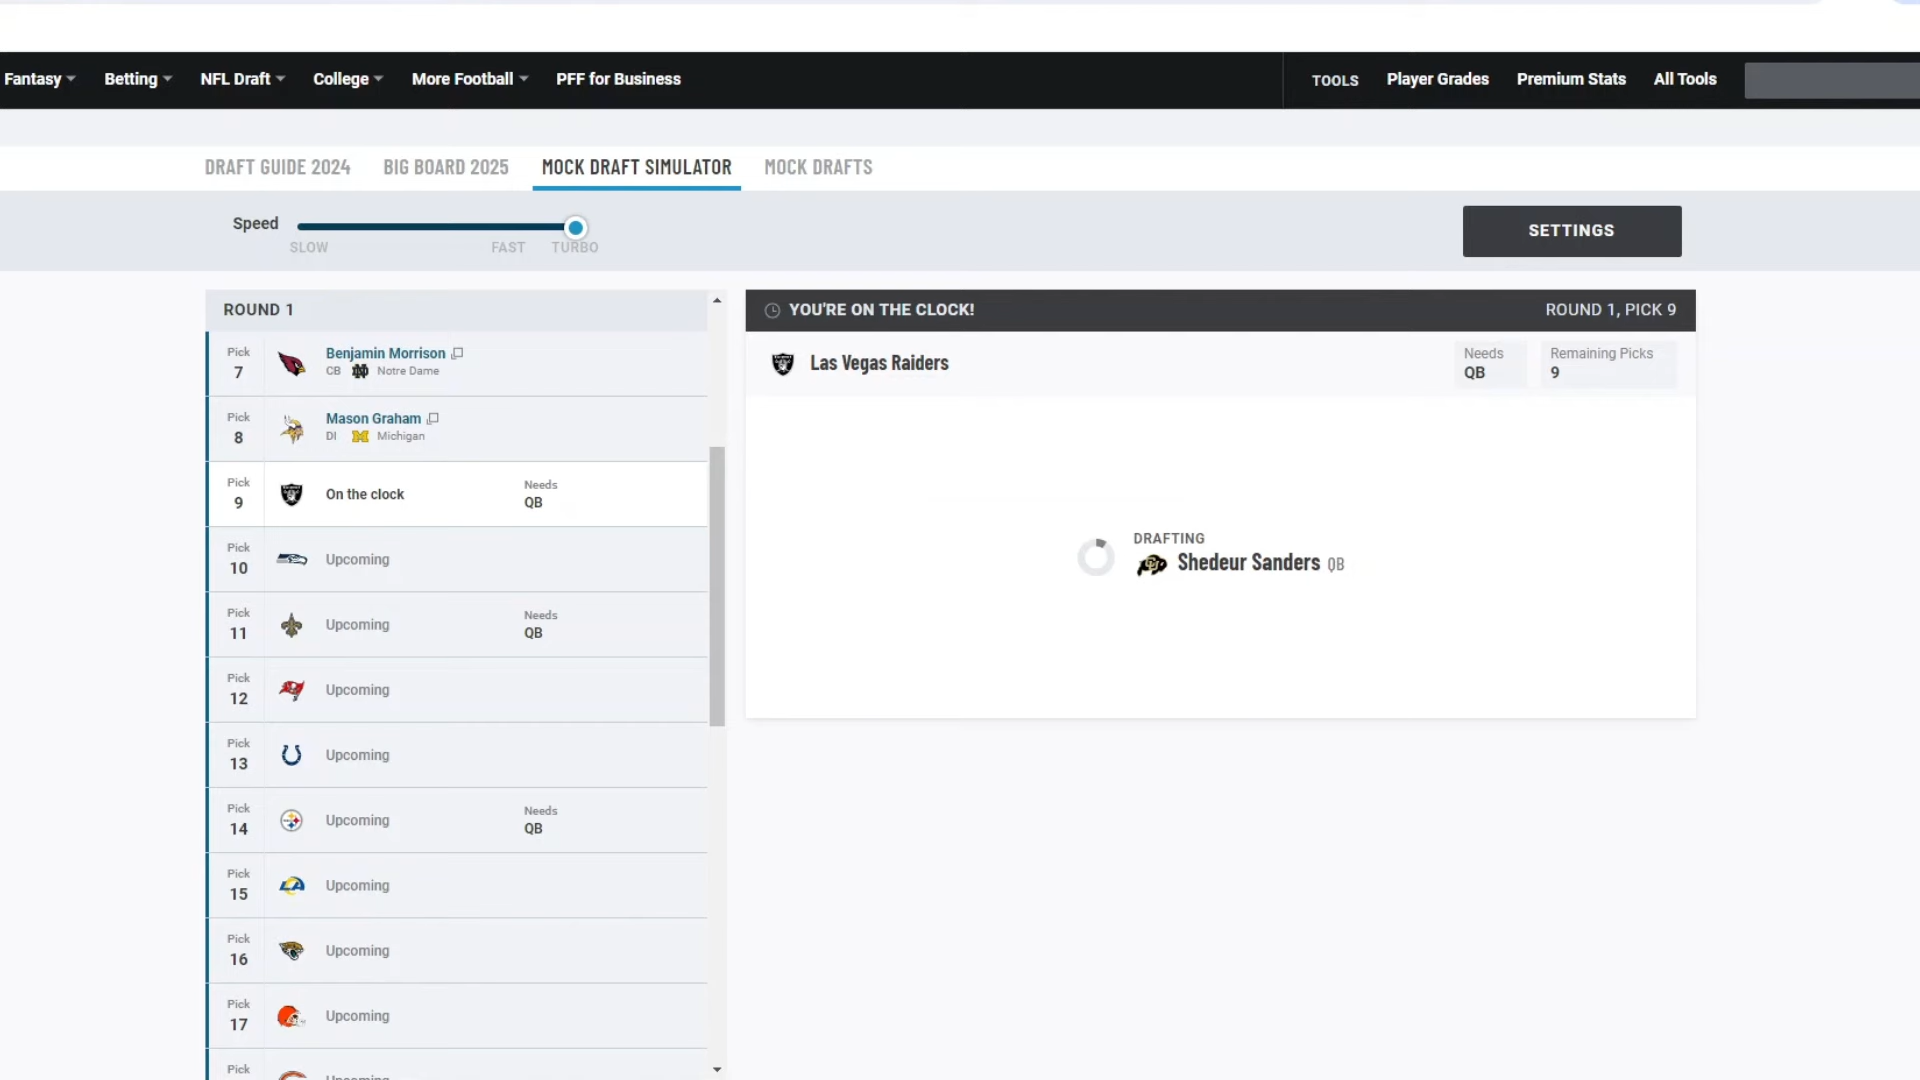 Fantasy Betting NFL Draft College More Football PFF for Business TOOLS Player Grades Premium Stats All Tools
DRAFT GUIDE 2024 BIG BOARD 2025 MOCK DRAFT SIMULATOR MOCK DRAFTS
Speed
SLOW FAST TURBO
SETTINGS
ROUND 1
Pick
7
Benjamin Morrison
CB Notre Dame
Pick
8
Mason Graham
DI Michigan
Pick
9
On the clock
Needs
QB
Pick
10
Upcoming
Pick
11
Upcoming
Needs
QB
Pick
12
Upcoming
Pick
13
Upcoming
Pick
14
Upcoming
Needs
QB
Pick
15
Upcoming
Pick
16
Upcoming
Pick
17
Upcoming
Pick
Upcoming
YOU'RE ON THE CLOCK! ROUND 1, PICK 9
Las Vegas Raiders
Needs
QB
Remaining Picks
9
DRAFTING
Shedeur Sanders QB